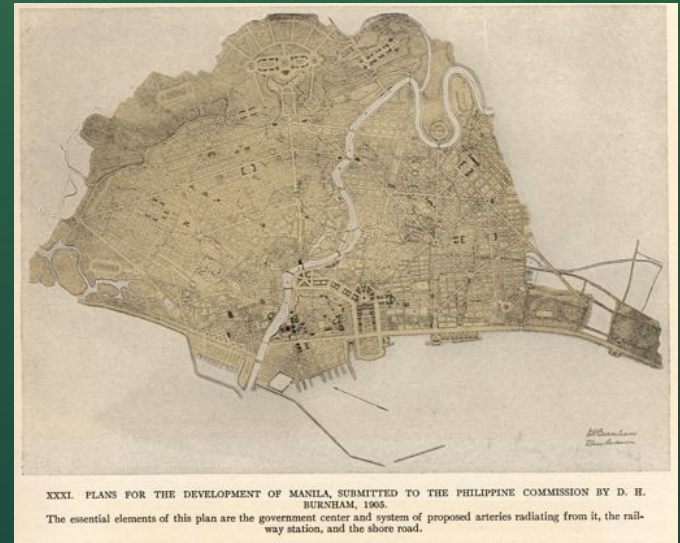 D.H. Burnham
XXXI. PLANS FOR THE DEVELOPMENT OF MANILA, SUBMITTED TO THE PHILIPPINE COMMISSION BY D. H.
BURNHAM, 1905.
The essential elements of this plan are the government center and system of proposed arteries radiating from it, the rail-
way station, and the shore road.